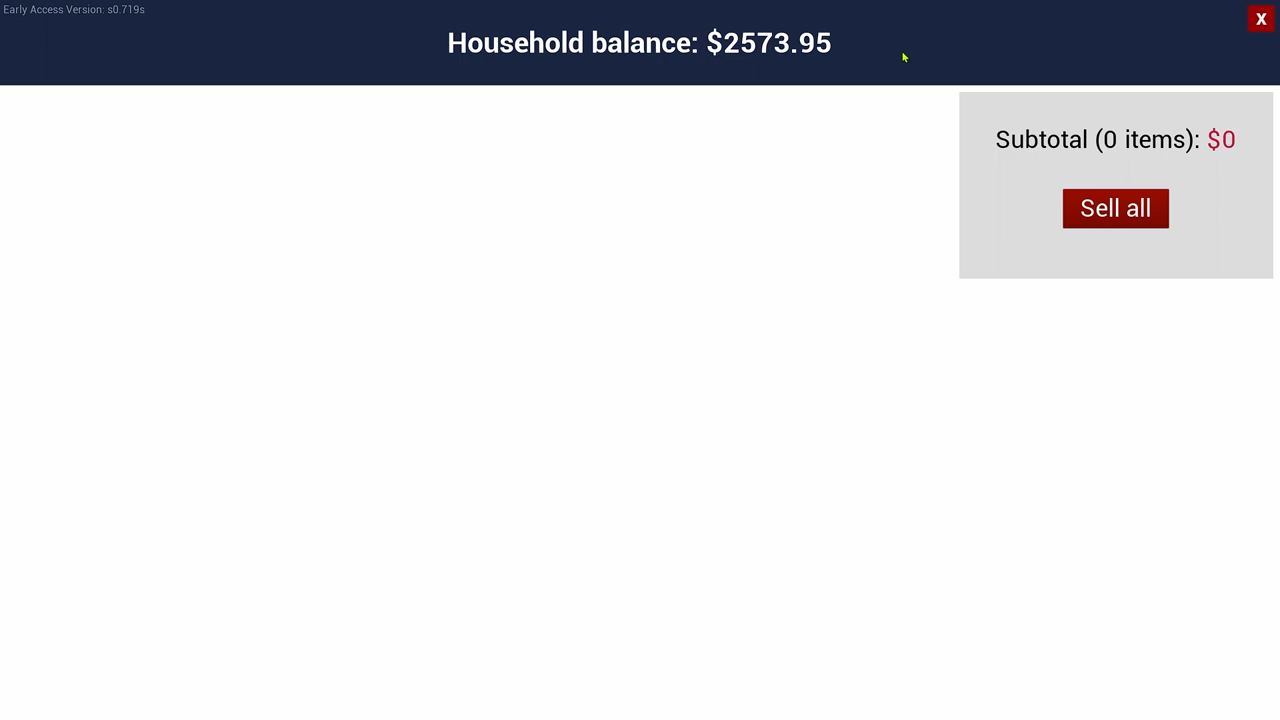 Early Access Version: s0.719s
X
Household balance: $2573.95
Subtotal (0 items): $0
Sell all